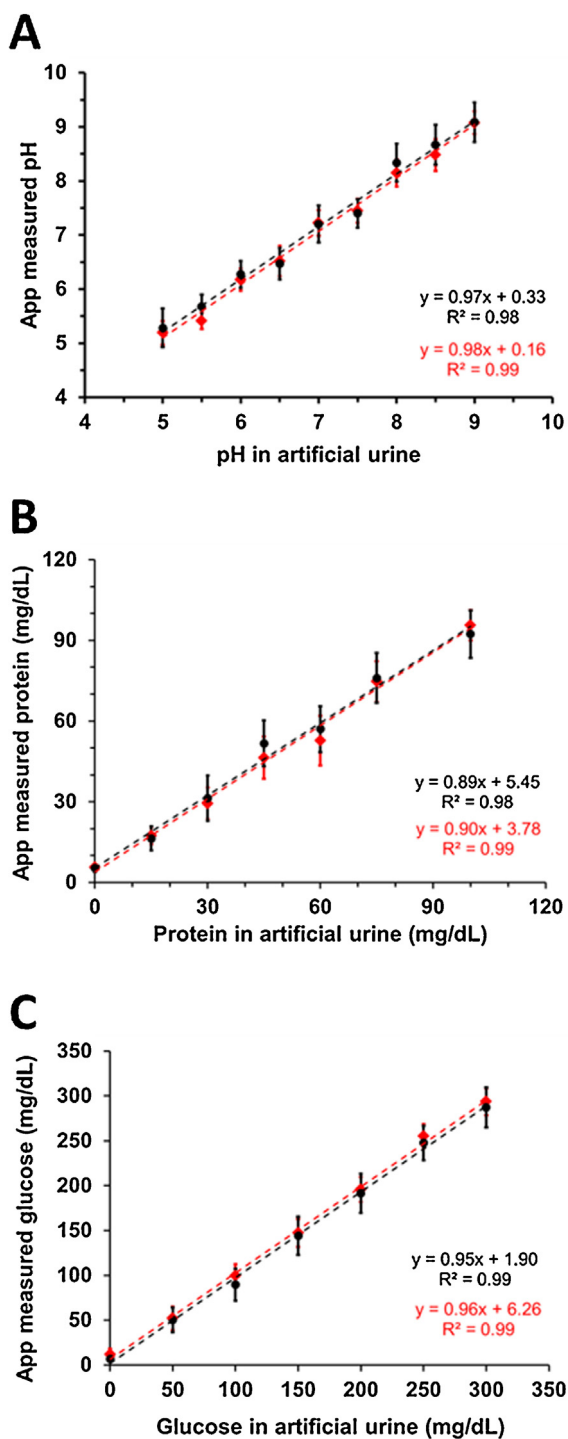 A
App measured pH
10
9
8
7
6
5
4
y = 0.97x + 0.33
R² = 0.98
y = 0.98x + 0.16
R² = 0.99
4 5 6 7 8 9 10
pH in artificial urine
B
App measured protein (mg/dL)
120
90
60
30
0
y = 0.89x + 5.45
R² = 0.98
y = 0.90x + 3.78
R² = 0.99
0 30 60 90 120
Protein in artificial urine (mg/dL)
C
App measured glucose (mg/dL)
350
300
250
200
150
100
50
0
y = 0.95x + 1.90
R² = 0.99
y = 0.96x + 6.26
R² = 0.99
0 50 100 150 200 250 300 350
Glucose in artificial urine (mg/dL)